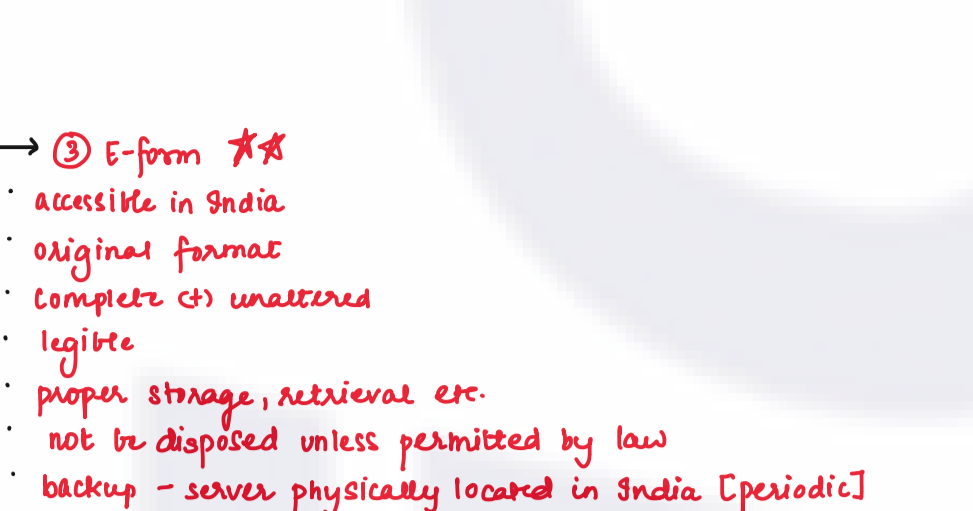 → ③ E-form ☆☆
· accessible in India
· original format
· complete (+) unaltered
· legible
· proper storage, retrieval etc.
· not be disposed unless permitted by law
· backup - server physically located in India [periodic]